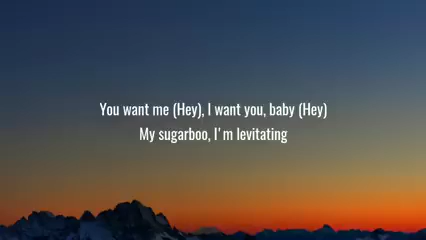 You want me (Hey), I want you, baby (Hey)
My sugarboo, I'm levitating